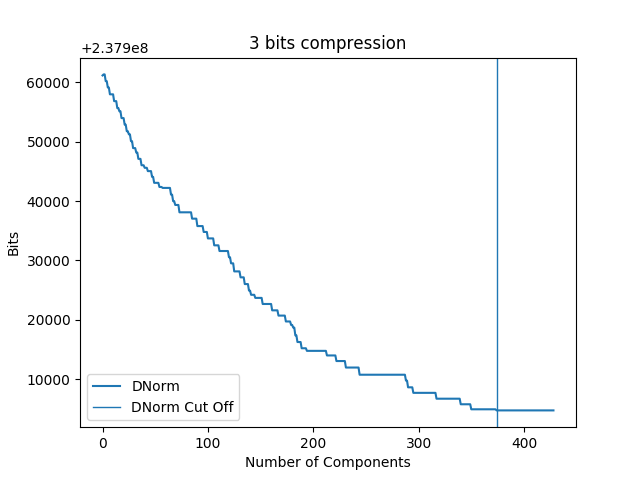 3 bits compression
+2.379e8
60000
50000
40000
30000
20000
10000
Bits
DNorm
DNorm Cut Off
0 100 200 300 400
Number of Components